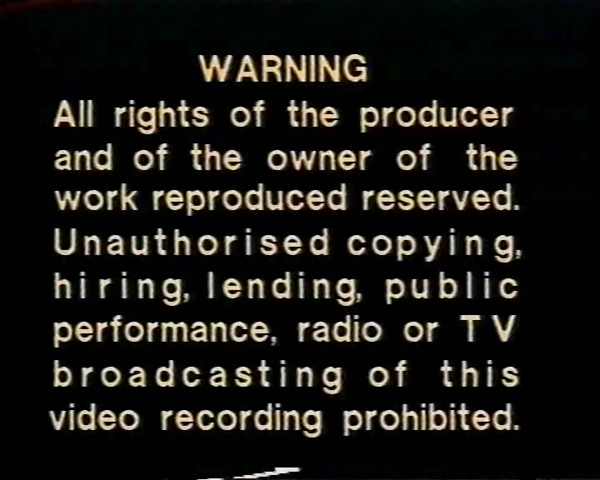 WARNING
All rights of the producer
and of the owner of the
work reproduced reserved.
Unauthorised copying,
hiring, lending, public
performance, radio or TV
broadcasting of this
video recording prohibited.